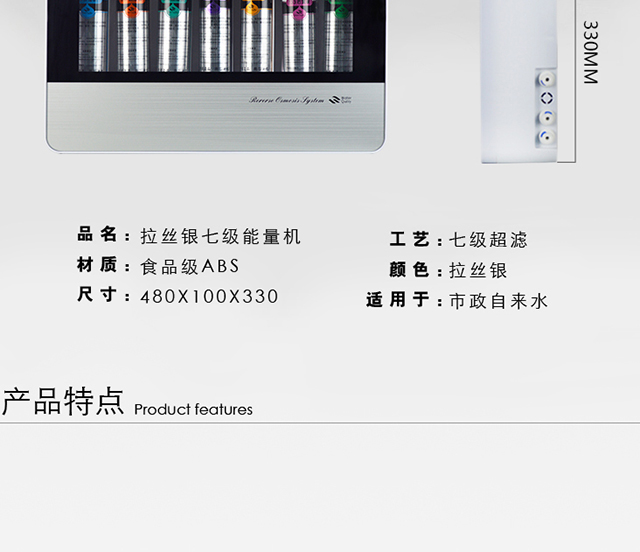 330MM
Reverse Osmosis System
品名：拉丝银七级能量机
材质：食品级ABS
尺寸：480X100X330
工艺：七级超滤
颜色：拉丝银
适用于：市政自来水
产品特点 Product features